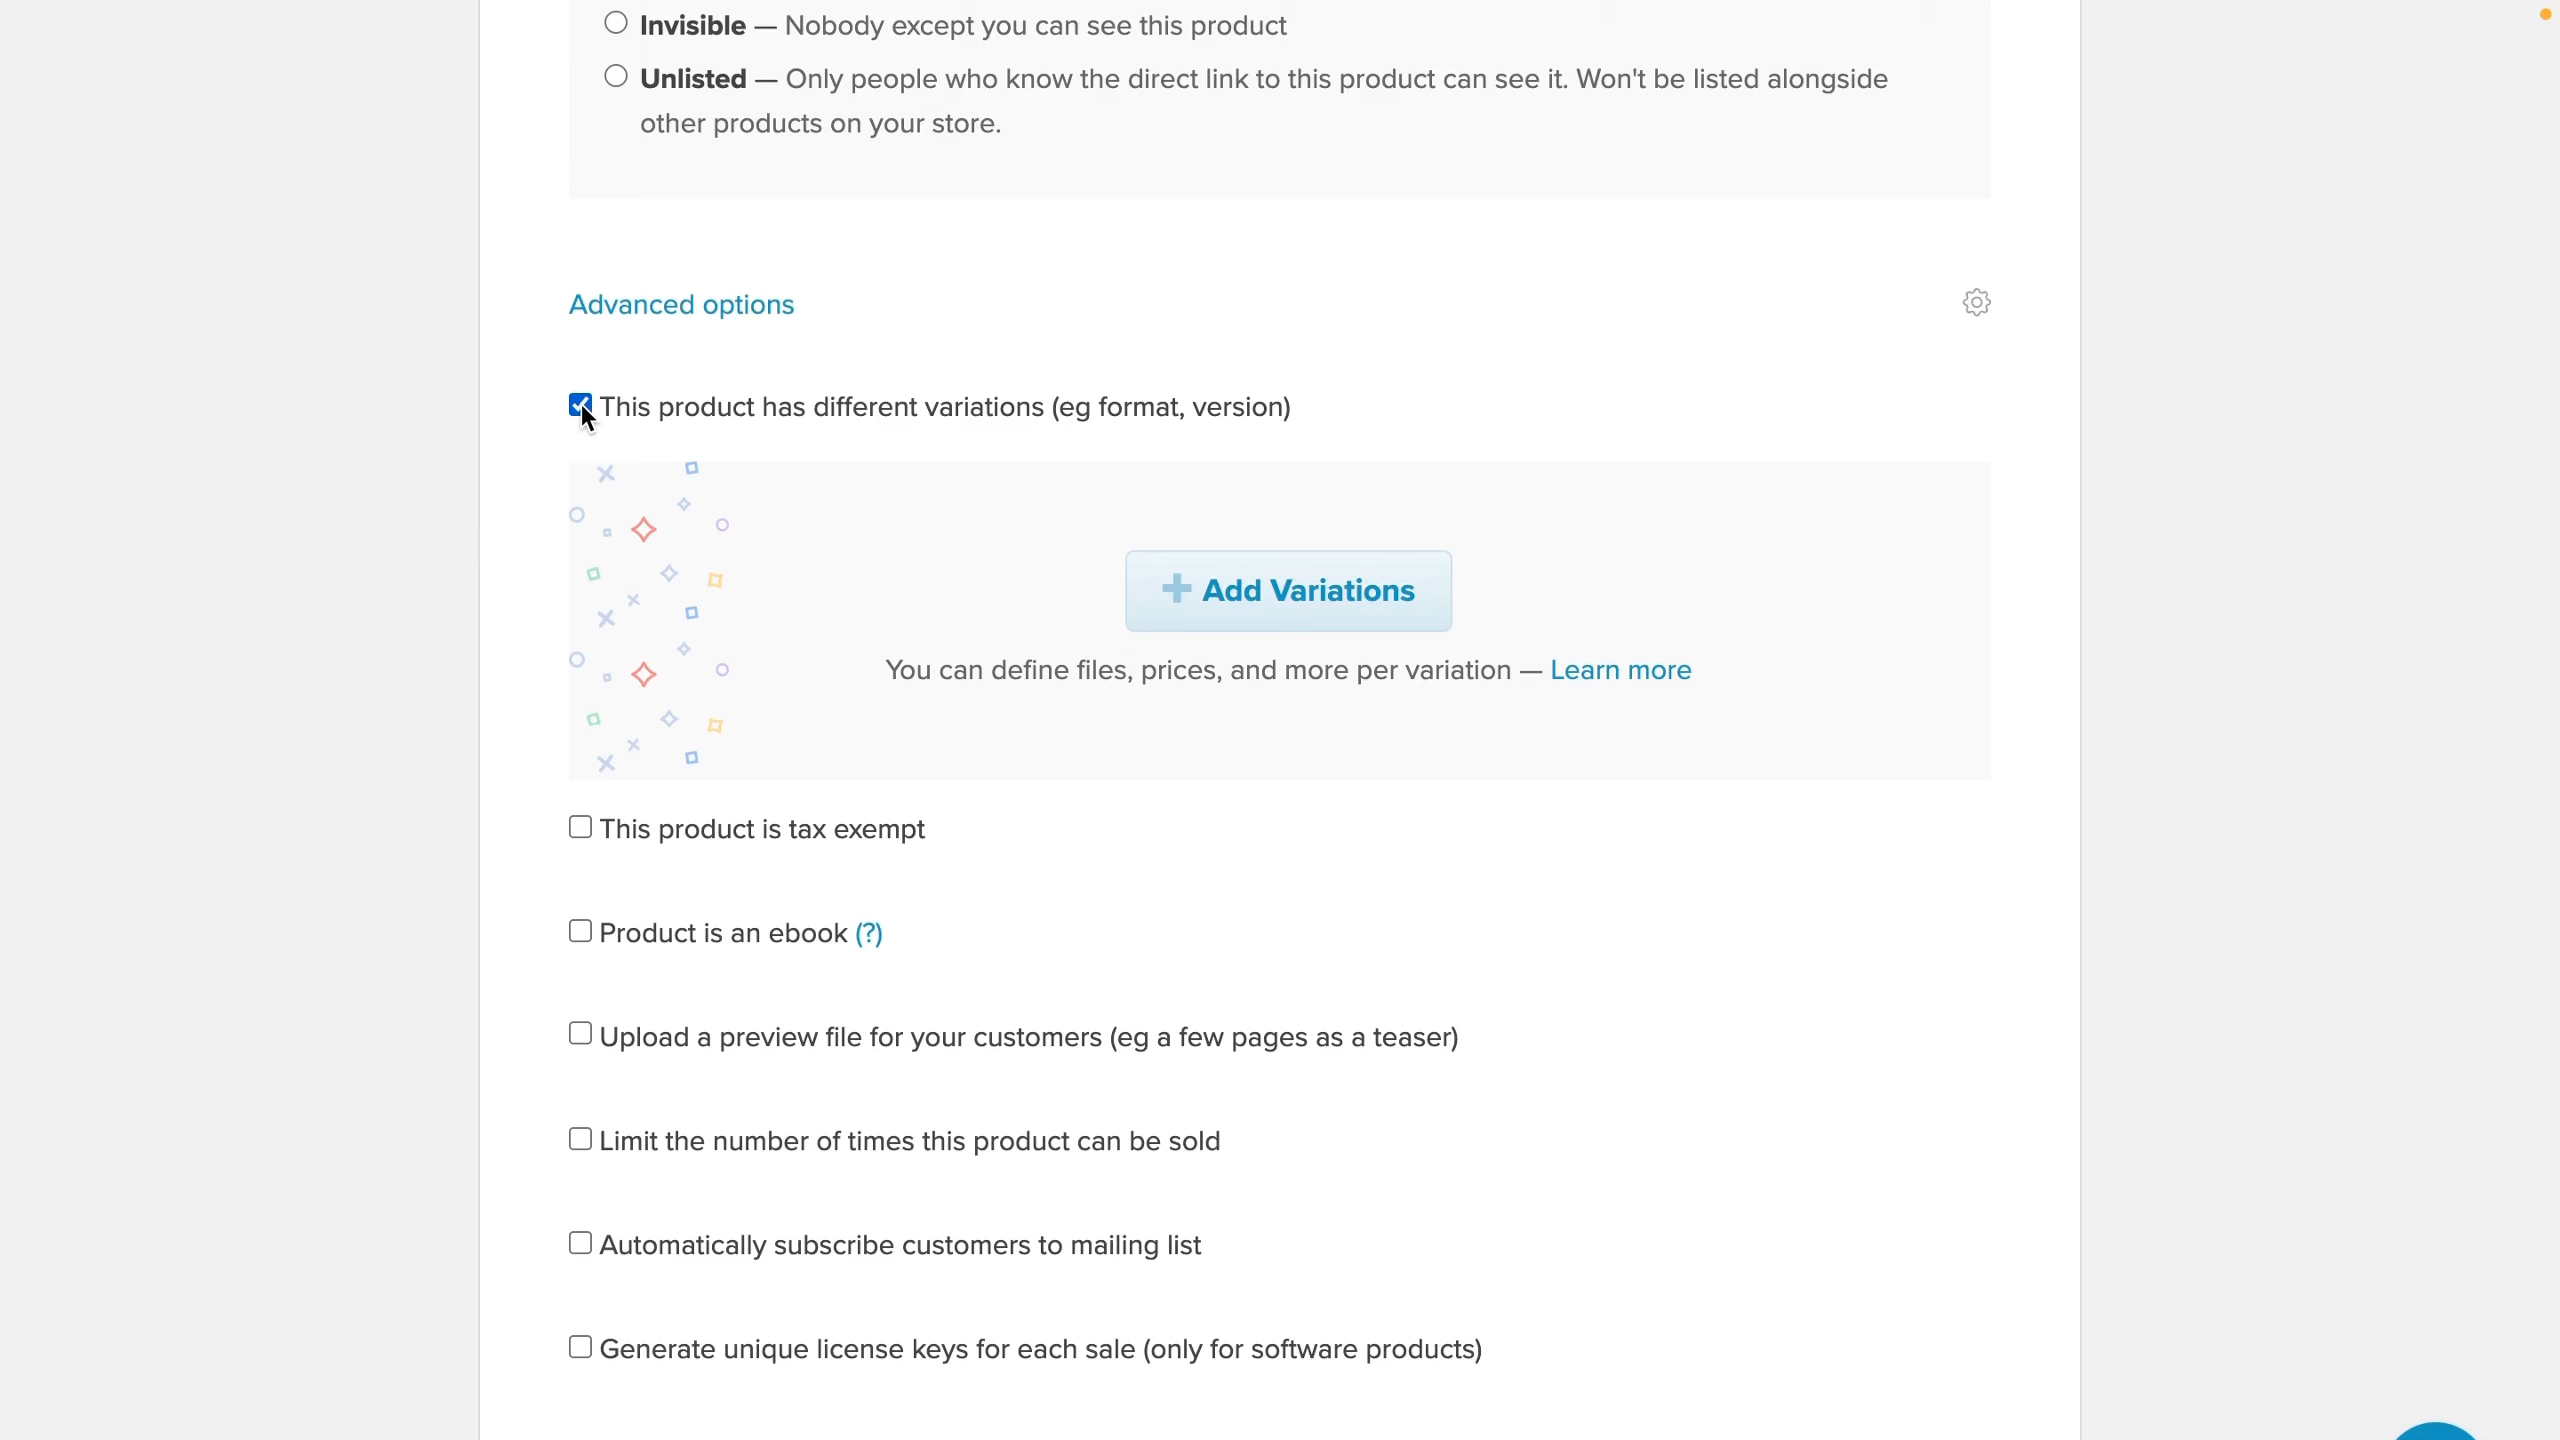 Invisible — Nobody except you can see this product
Unlisted — Only people who know the direct link to this product can see it. Won't be listed alongside
other products on your store.
Advanced options
This product has different variations (eg format, version)
Add Variations
You can define files, prices, and more per variation — Learn more
This product is tax exempt
Product is an ebook (?)
Upload a preview file for your customers (eg a few pages as a teaser)
Limit the number of times this product can be sold
Automatically subscribe customers to mailing list
Generate unique license keys for each sale (only for software products)